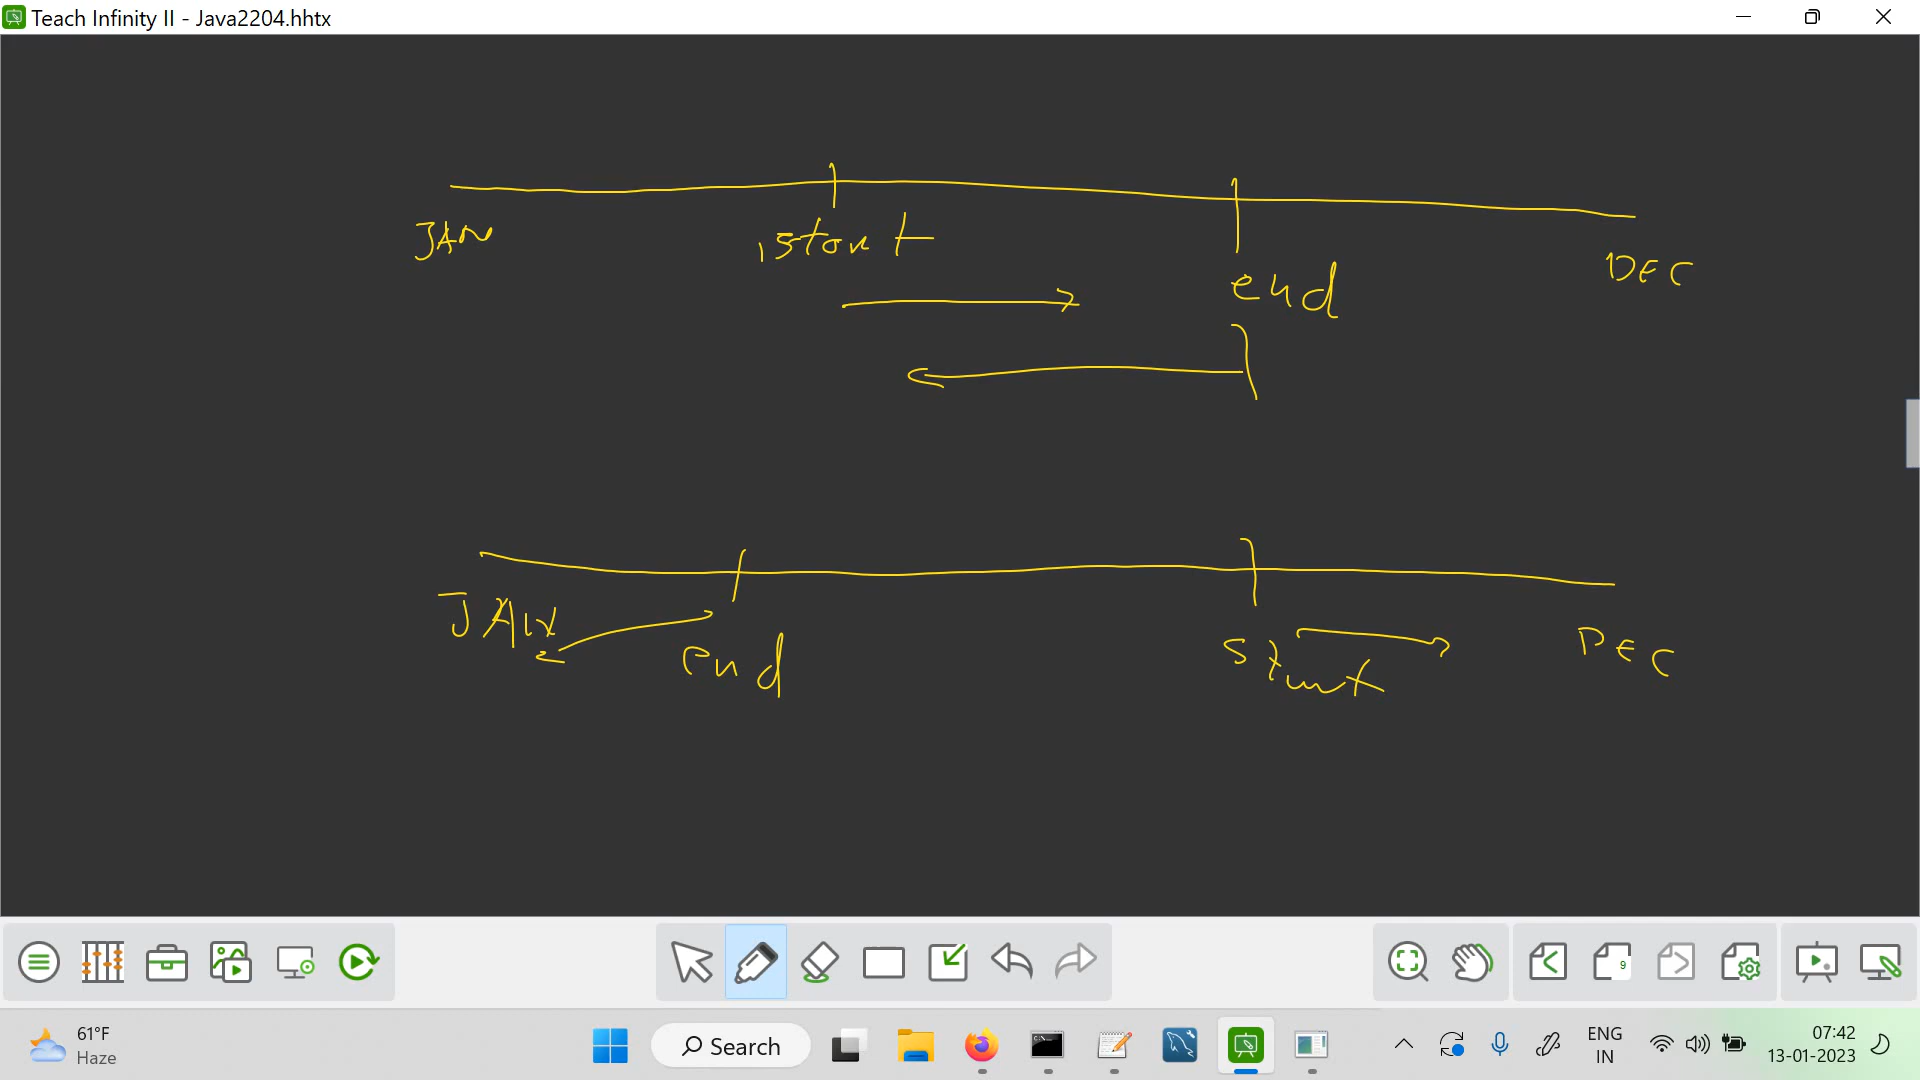 Teach Infinity II - Java2204.hhtx
JAN start end DEC
JAN end start DEC
9
61°F
Haze
Search
ENG
IN
07:42
13-01-2023